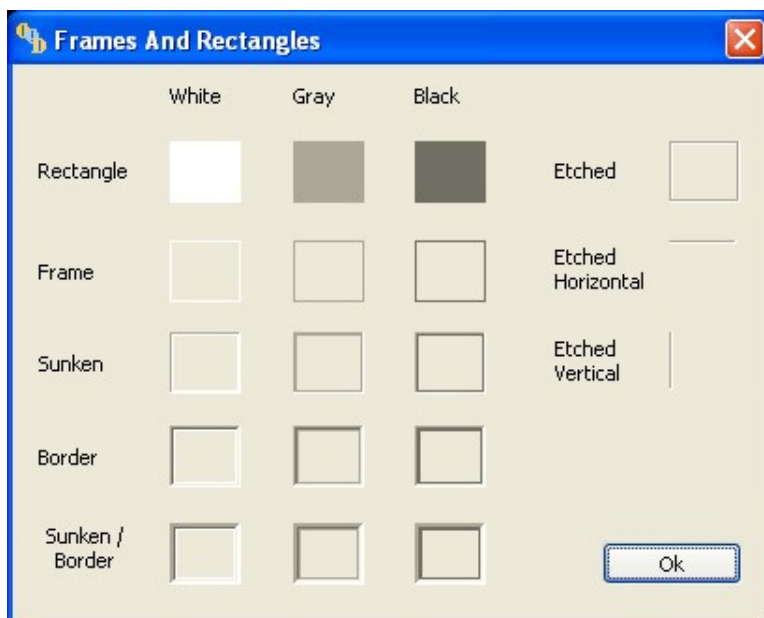 Frames And Rectangles
White Gray Black
Rectangle
Etched
Frame
Etched
Horizontal
Sunken
Etched
Vertical
Border
Sunken /
Border
Ok